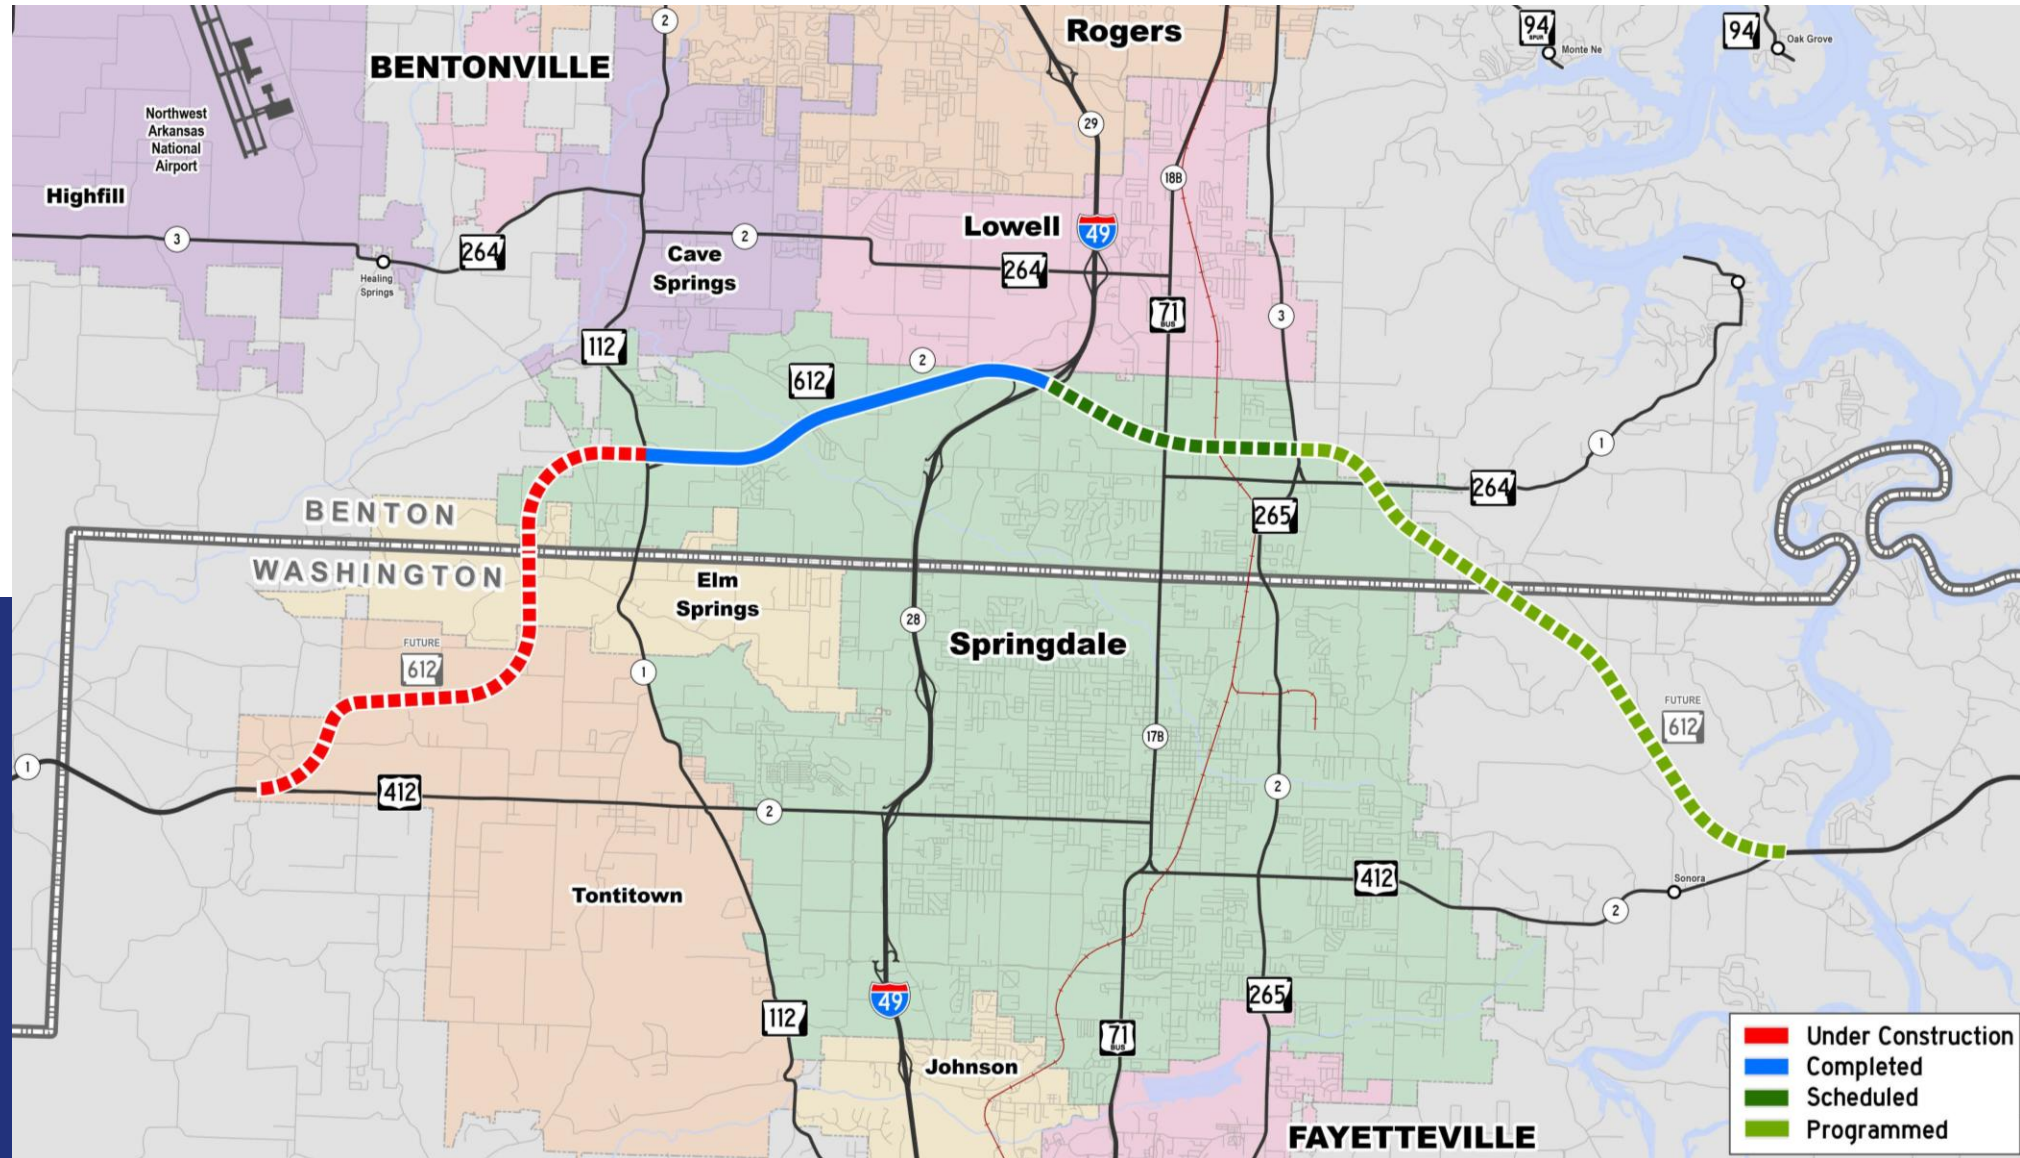 2
Rogers
94
SPUR
Monte Ne
94
Oak Grove
BENTONVILLE
Northwest
Arkansas
National
Airport
29
Highfill
18B
3
264
2
Lowell
49
Cave
Springs
264
Healing
Springs
71
BUS
3
112
612
2
1
264
265
BENTON
WASHINGTON
Elm
Springs
28
Springdale
FUTURE
612
1
FUTURE
612
17B
1
412
2
2
412
Sonora
2
Tontitown
49
265
112
71
BUS
Johnson
FAYETTEVILLE
Under Construction
Completed
Scheduled
Programmed